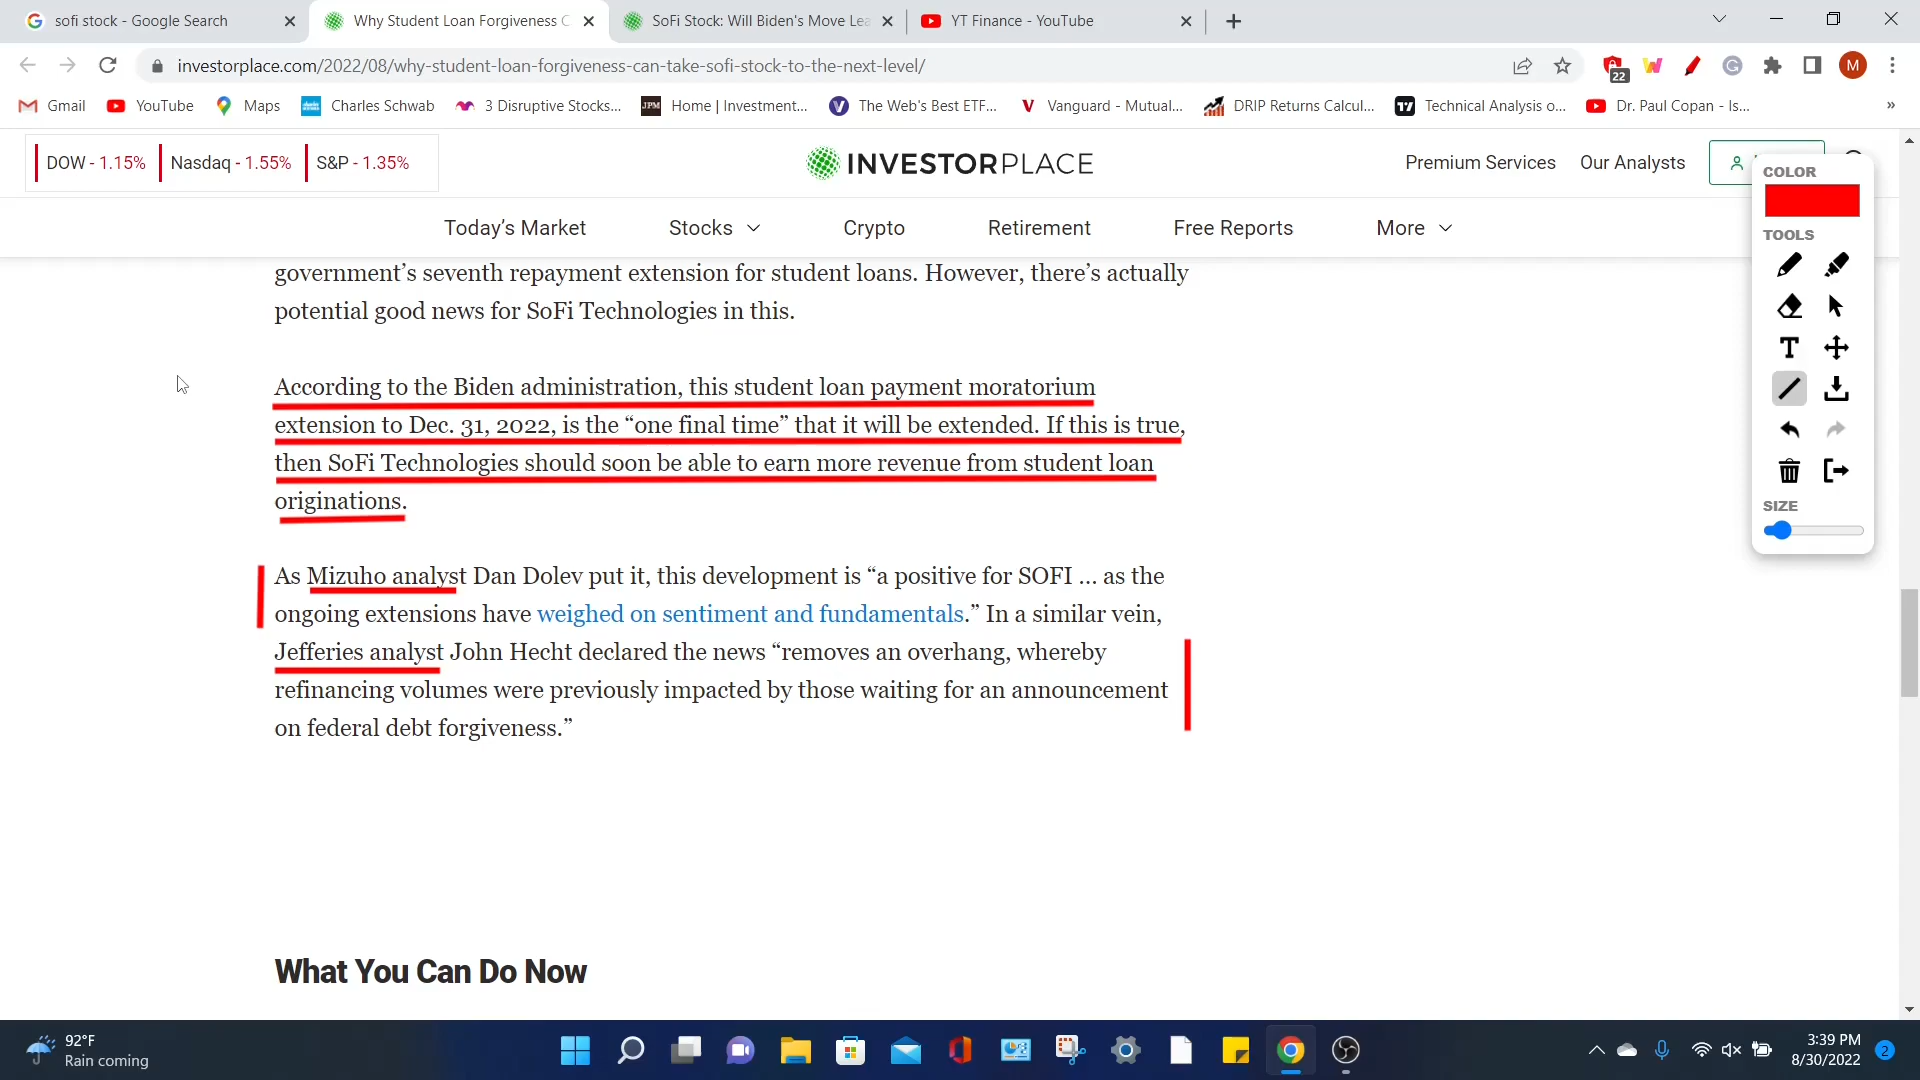 sofi stock - Google Search
Why Student Loan Forgiveness C
SoFi Stock: Will Biden's Move Lea
YT Finance - YouTube
investorplace.com/2022/08/why-student-loan-forgiveness-can-take-sofi-stock-to-the-next-level/
22
M
Gmail
YouTube
Maps
Charles Schwab
3 Disruptive Stocks...
JPM
Home | Investment...
The Web's Best ETF...
Vanguard - Mutual...
DRIP Returns Calcul...
Technical Analysis o...
Dr. Paul Copan - Is...
»
DOW - 1.15%
Nasdaq - 1.55%
S&P - 1.35%
INVESTORPLACE
Premium Services
Our Analysts
Today’s Market
Stocks
Crypto
Retirement
Free Reports
More
COLOR
TOOLS
T
SIZE
government’s seventh repayment extension for student loans. However, there’s actually
potential good news for SoFi Technologies in this.
According to the Biden administration, this student loan payment moratorium
extension to Dec. 31, 2022, is the “one final time” that it will be extended. If this is true,
then SoFi Technologies should soon be able to earn more revenue from student loan
originations.
As Mizuho analyst Dan Dolev put it, this development is “a positive for SOFI … as the
ongoing extensions have weighed on sentiment and fundamentals.” In a similar vein,
Jefferies analyst John Hecht declared the news “removes an overhang, whereby
refinancing volumes were previously impacted by those waiting for an announcement
on federal debt forgiveness.”
What You Can Do Now
92°F
Rain coming
3:39 PM
8/30/2022
2